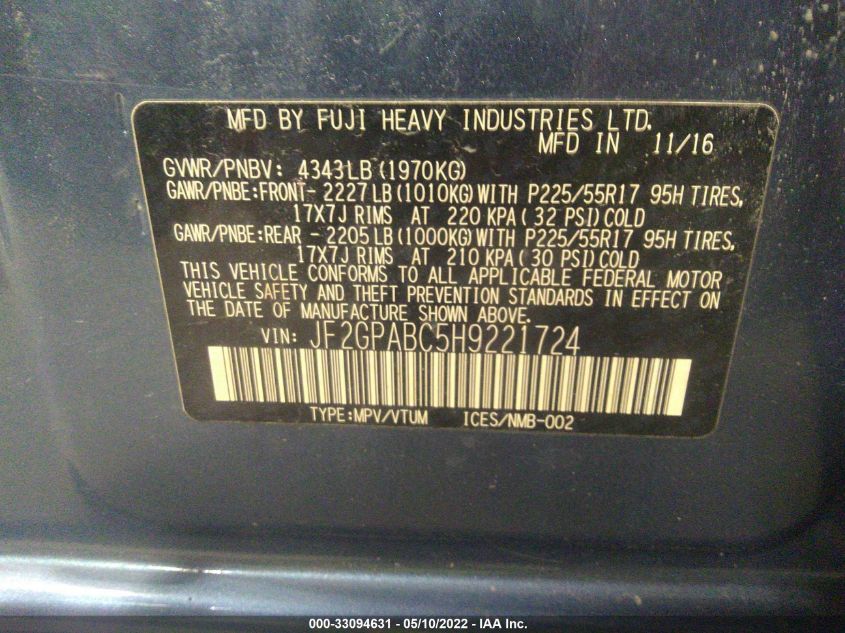 MFD BY FUJI HEAVY INDUSTRIES LTD.
MFD IN 11/16
GVWR/PNBV: 4343LB(1970KG)
GAWR/PNBE:FRONT- 2227LB(1010KG)WITH P225/55R17 95H TIRES,
17X7J RIMS AT 220 KPA(32 PSI)COLD
GAWR/PNBE:REAR - 2205LB(1000KG)WITH P225/55R17 95H TIRES,
17X7J RIMS AT 210 KPA(30 PSI)COLD
THIS VEHICLE CONFORMS TO ALL APPLICABLE FEDERAL MOTOR
VEHICLE SAFETY AND THEFT PREVENTION STANDARDS IN EFFECT ON
THE DATE OF MANUFACTURE SHOWN ABOVE.
VIN: JF2GPABC5H9221724
TYPE:MPV/VTUM ICES/NMB-002
000-33094631 - 05/10/2022 - IAA Inc.